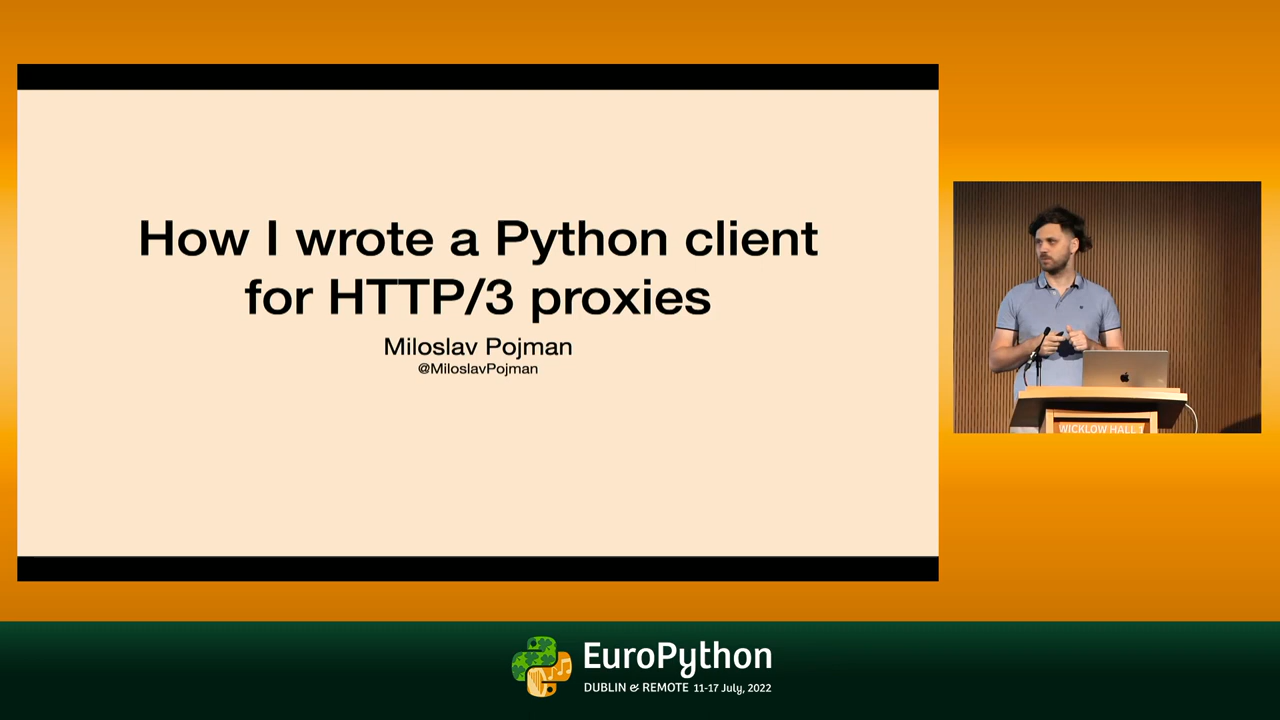 How I wrote a Python client
for HTTP/3 proxies
Miloslav Pojman
@MiloslavPojman
WICKLOW HALL 1
EuroPython
DUBLIN & REMOTE 11-17 July, 2022